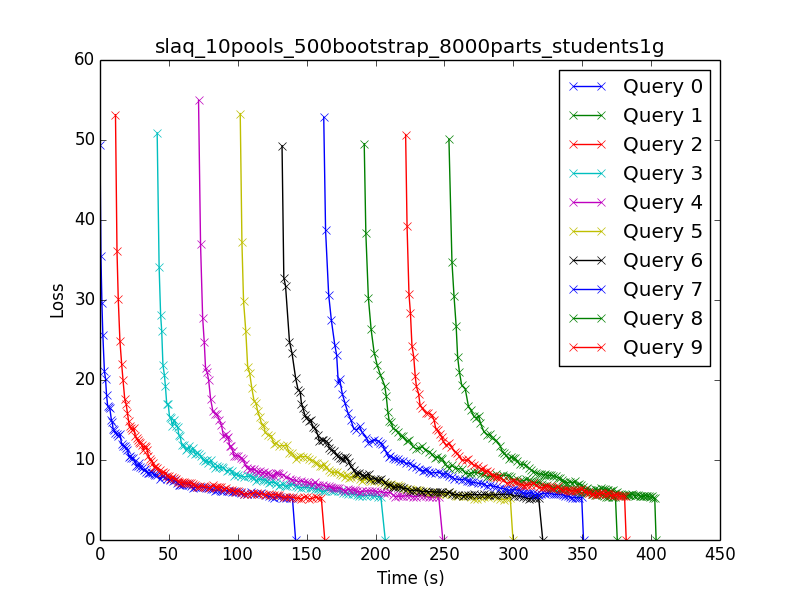 slaq_10pools_500bootstrap_8000parts_students1g
60
50
40
30
20
10
0
Loss
Query 0
Query 1
Query 2
Query 3
Query 4
Query 5
Query 6
Query 7
Query 8
Query 9
0 50 100 150 200 250 300 350 400 450
Time (s)